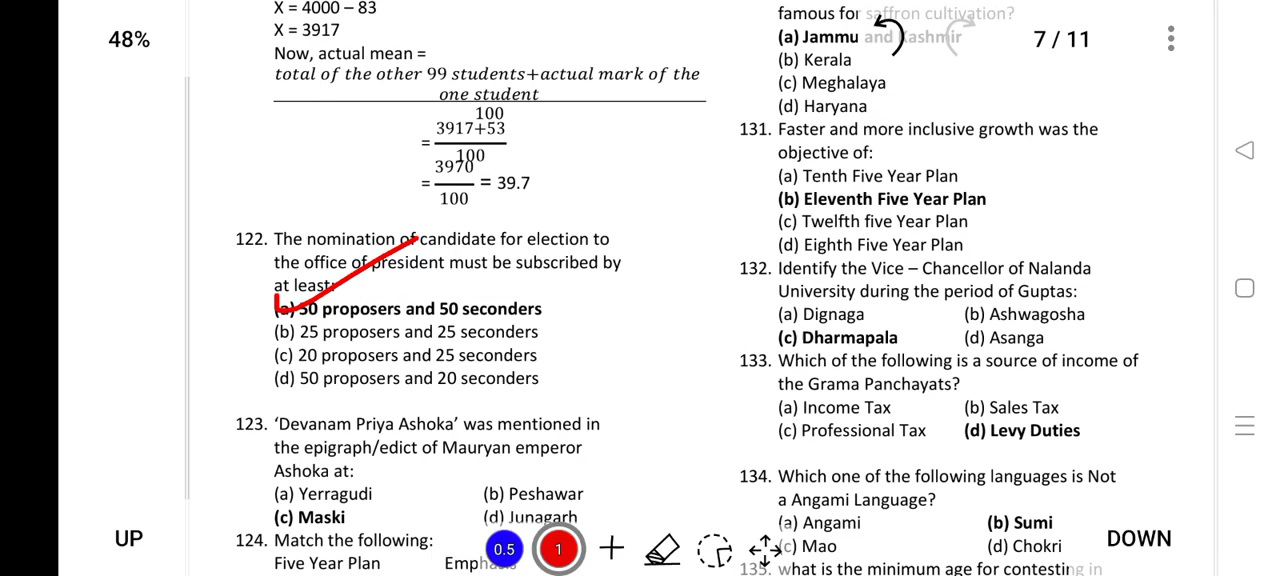 48%
X = 4000 – 83
X = 3917
Now, actual mean =
total of the other 99 students+actual mark of the
one student
100
= 3917+53
100
= 3970
100
= 39.7
122. The nomination of candidate for election to
the office of president must be subscribed by
at least:
(a) 50 proposers and 50 seconders
(b) 25 proposers and 25 seconders
(c) 20 proposers and 25 seconders
(d) 50 proposers and 20 seconders
123. ‘Devanam Priya Ashoka’ was mentioned in
the epigraph/edict of Mauryan emperor
Ashoka at:
(a) Yerragudi (b) Peshawar
(c) Maski (d) Junagarh
124. Match the following:
Five Year Plan
UP
0.5
1
famous for saffron cultivation?
(a) Jammu and Kashmir
(b) Kerala
(c) Meghalaya
(d) Haryana
7 / 11
131. Faster and more inclusive growth was the
objective of:
(a) Tenth Five Year Plan
(b) Eleventh Five Year Plan
(c) Twelfth five Year Plan
(d) Eighth Five Year Plan
132. Identify the Vice – Chancellor of Nalanda
University during the period of Guptas:
(a) Dignaga (b) Ashwagosha
(c) Dharmapala (d) Asanga
133. Which of the following is a source of income of
the Grama Panchayats?
(a) Income Tax (b) Sales Tax
(c) Professional Tax (d) Levy Duties
134. Which one of the following languages is Not
a Angami Language?
(a) Angami (b) Sumi
(c) Mao (d) Chokri
135. what is the minimum age for contesting in
DOWN